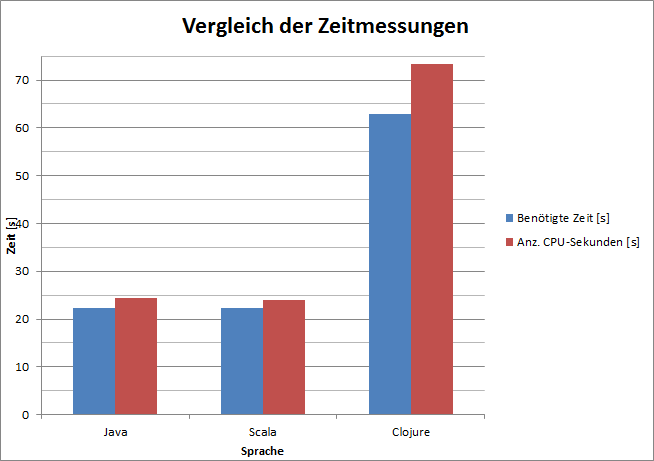 Vergleich der Zeitmessungen
70
60
50
40
30
20
10
0
Zeit [s]
Java
Scala
Clojure
Sprache
Benötigte Zeit [s]
Anz. CPU-Sekunden [s]